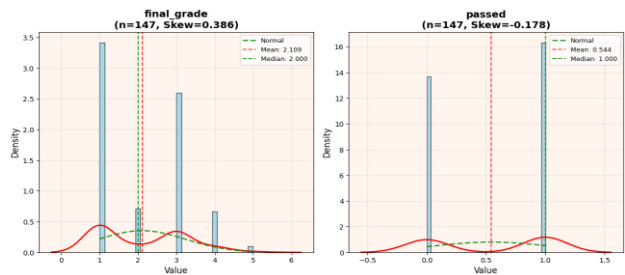 final_grade
(n=147, Skew=0.386)
3.5
3.0
2.5
2.0
1.5
1.0
0.5
0.0
Density
Normal
Mean: 2.109
Median: 2.000
0 1 2 3 4 5 6
Value
passed
(n=147, Skew=-0.178)
16
14
12
10
8
6
4
2
0
Density
Normal
Mean: 0.544
Median: 1.000
−0.5 0.0 0.5 1.0 1.5
Value